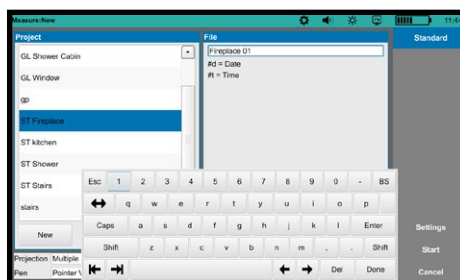 Measure:New
11:4
Project
GL Shower Cabin
GL Window
gp
ST Fireplace
ST kitchen
ST Shower
ST Stairs
stairs
New
Projection Multiple
Pen Pointer
File
Fireplace 01
#d = Date
#t = Time
Standard
Settings
Start
Cancel
Esc 1 2 3 4 5 6 7 8 9 0 - BS
q w e r t y u i o p
Caps a s d f g h j k l Enter
Shift z x c v b n m , . Shift
Del Done